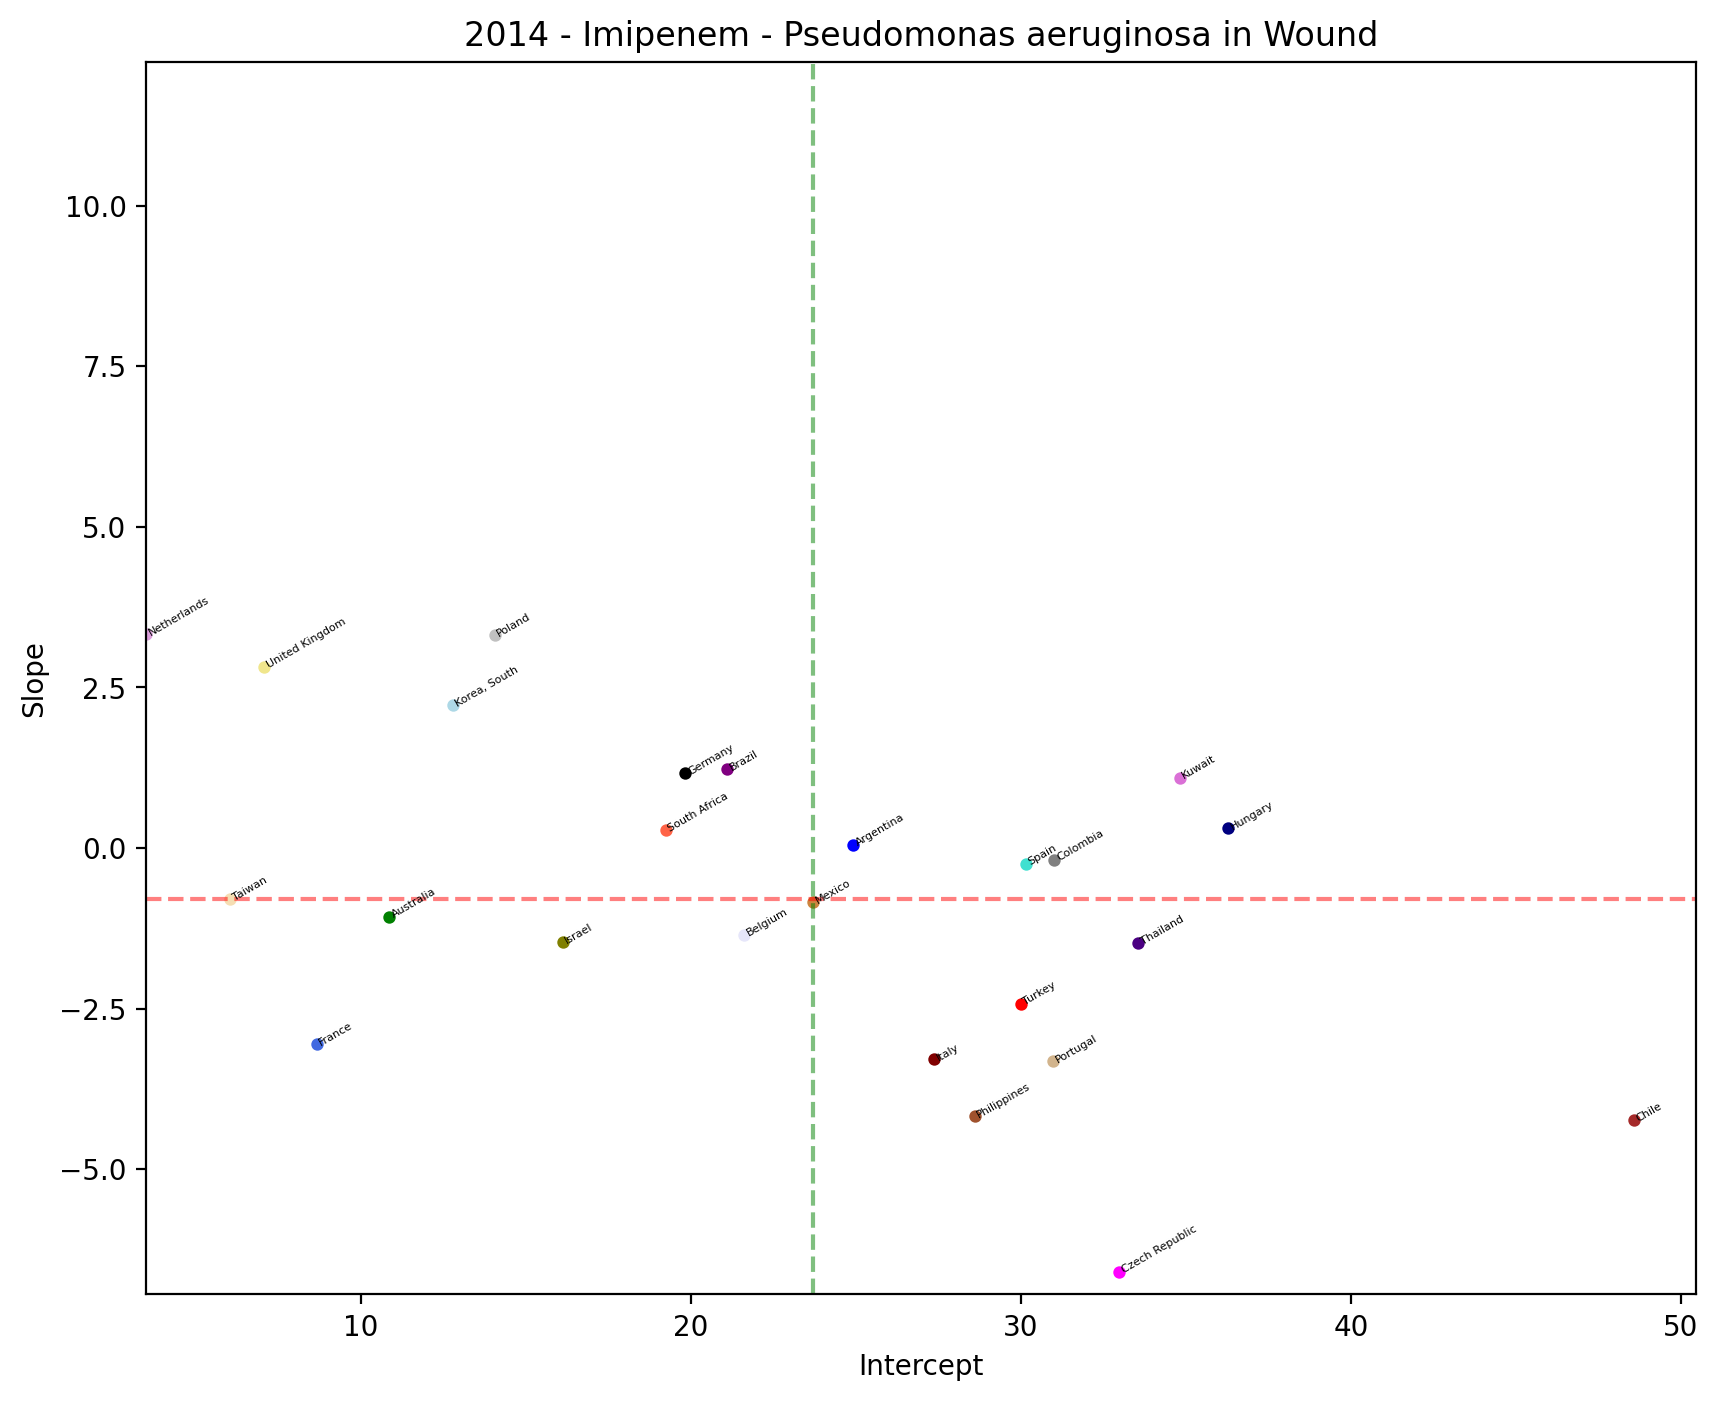 2014 - Imipenem - Pseudomonas aeruginosa in Wound
10.0
7.5
5.0
2.5
0.0
−2.5
−5.0
Slope
Netherlands
United Kingdom
Poland
Korea, South
Germany
Brazil
Kuwait
South Africa
Hungary
Argentina
Spain
Colombia
Taiwan
Mexico
Australia
Belgium
Israel
Thailand
Turkey
France
Italy
Portugal
Philippines
Chile
Czech Republic
10
20
30
40
50
Intercept